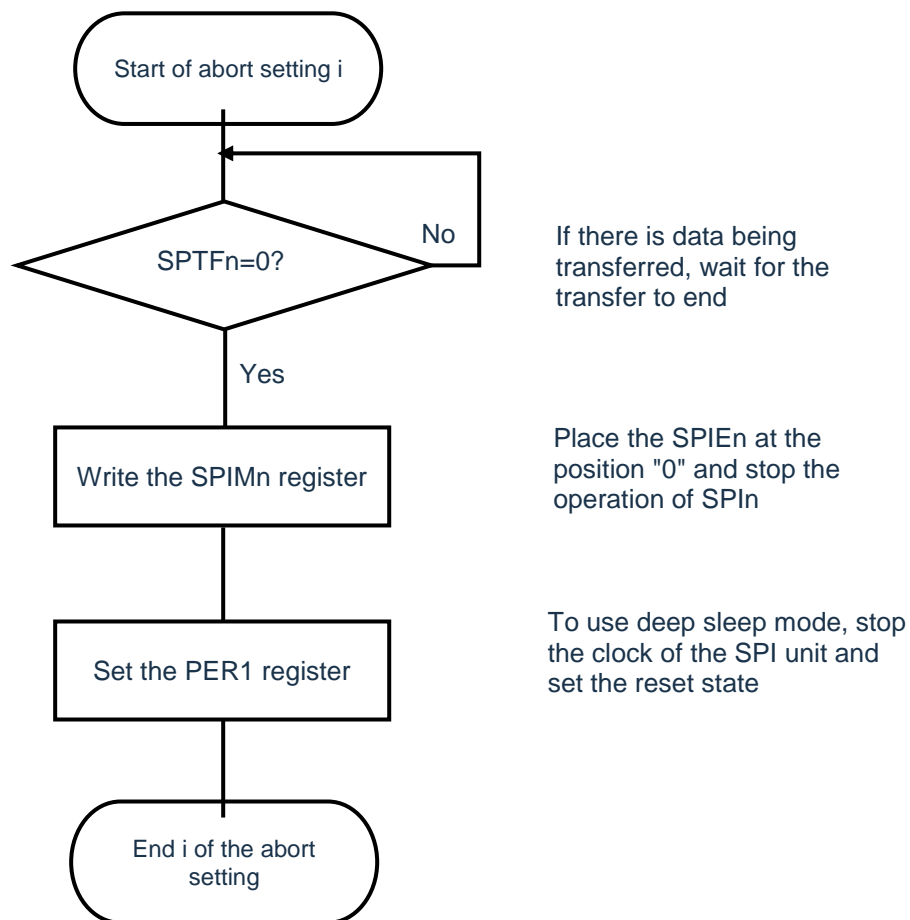 Start of abort setting i
No
SPTFn=0?
If there is data being
transferred, wait for the
transfer to end
Yes
Write the SPIMn register
Place the SPIEn at the
position "0" and stop the
operation of SPIn
Set the PER1 register
To use deep sleep mode, stop
the clock of the SPI unit and
set the reset state
End i of the abort
setting